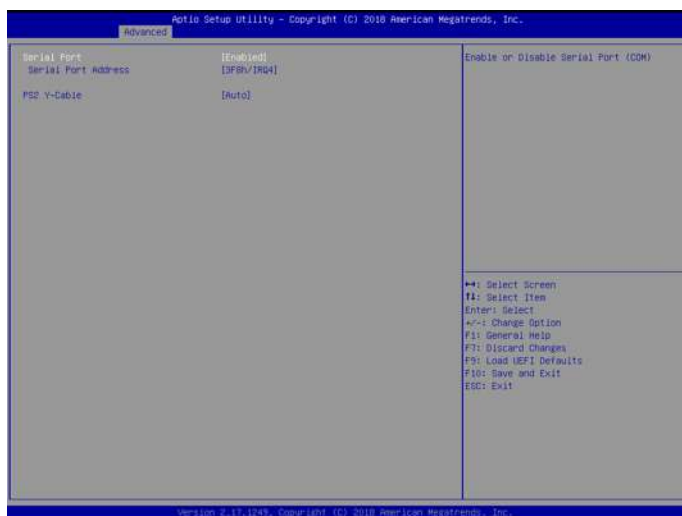 Aptio Setup Utility - Copyright (C) 2018 American Megatrends, Inc.
Advanced
Serial Port [Enabled]
Serial Port Address [3F8h/IRQ4]
PS2 Y-Cable [Auto]
Enable or Disable Serial Port (COM)
↔: Select Screen
↑↓: Select Item
Enter: Select
+/-: Change Option
F1: General Help
F7: Discard Changes
F9: Load UEFI Defaults
F10: Save and Exit
ESC: Exit
Version 2.17.1249. Copyright (C) 2018 American Megatrends, Inc.